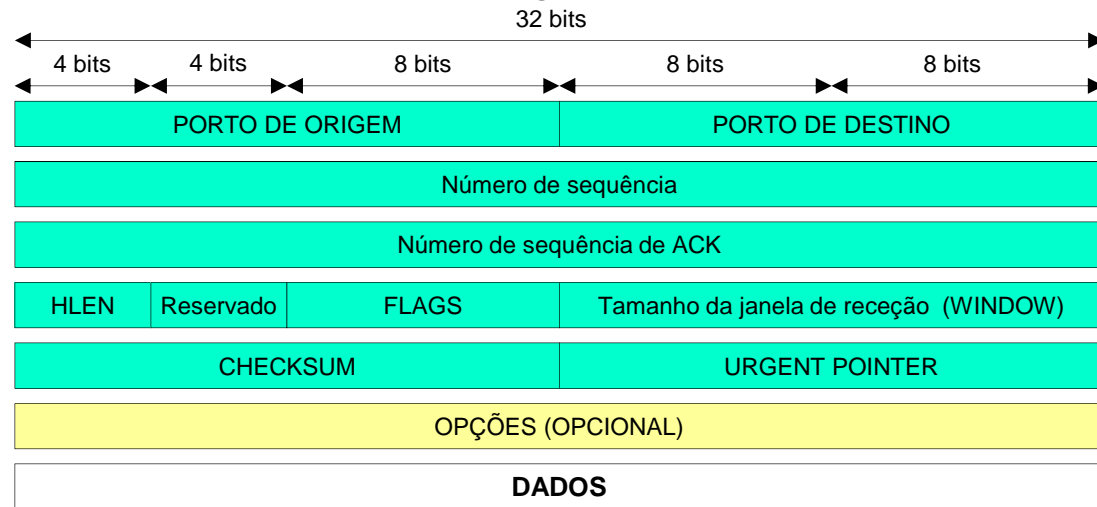 32 bits
4 bits 4 bits 8 bits 8 bits 8 bits
PORTO DE ORIGEM PORTO DE DESTINO
Número de sequência
Número de sequência de ACK
HLEN Reservado FLAGS Tamanho da janela de receção (WINDOW)
CHECKSUM URGENT POINTER
OPÇÕES (OPCIONAL)
DADOS